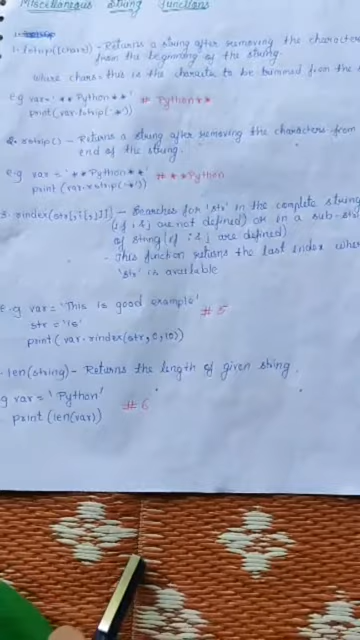 Miscellaneous String Functions
1. lstrip([chars]) - Returns a string after removing the character
from the beginning of the string.
where chars: this is the character to be trimmed from the s
e.g var = '**Python**' # Python**
print(var.lstrip('*'))
2. rstrip() - Returns a string after removing the characters from
end of the string.
e.g var = '**Python**' # **Python
print(var.rstrip('*'))
3. rindex(str[,i[,j]]) - Searches for 'str' in the complete string
(if i & j are not defined) or in a sub-str
of string (if i & j are defined)
- This function returns the last index wher
'str' is available
e.g var = 'This is good example' # 5
str = 'is'
print(var.rindex(str,0,10))
len(string) - Returns the length of given string.
g var = 'Python' # 6
print (len(var))